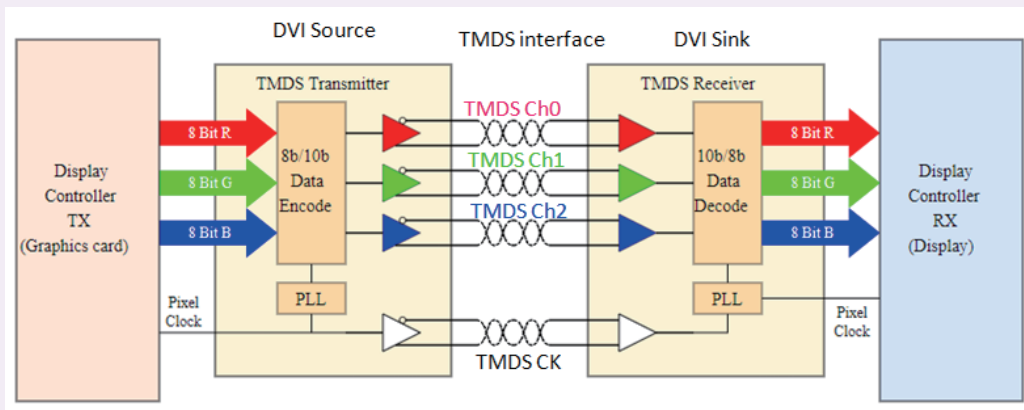 DVI Source
TMDS interface
DVI Sink
TMDS Transmitter
TMDS Receiver
Display
Controller
TX
(Graphics card)
8 Bit R
8 Bit G
8 Bit B
Pixel
Clock
8b/10b
Data
Encode
PLL
TMDS Ch0
TMDS Ch1
TMDS Ch2
TMDS CK
10b/8b
Data
Decode
PLL
8 Bit R
8 Bit G
8 Bit B
Pixel
Clock
Display
Controller
RX
(Display)